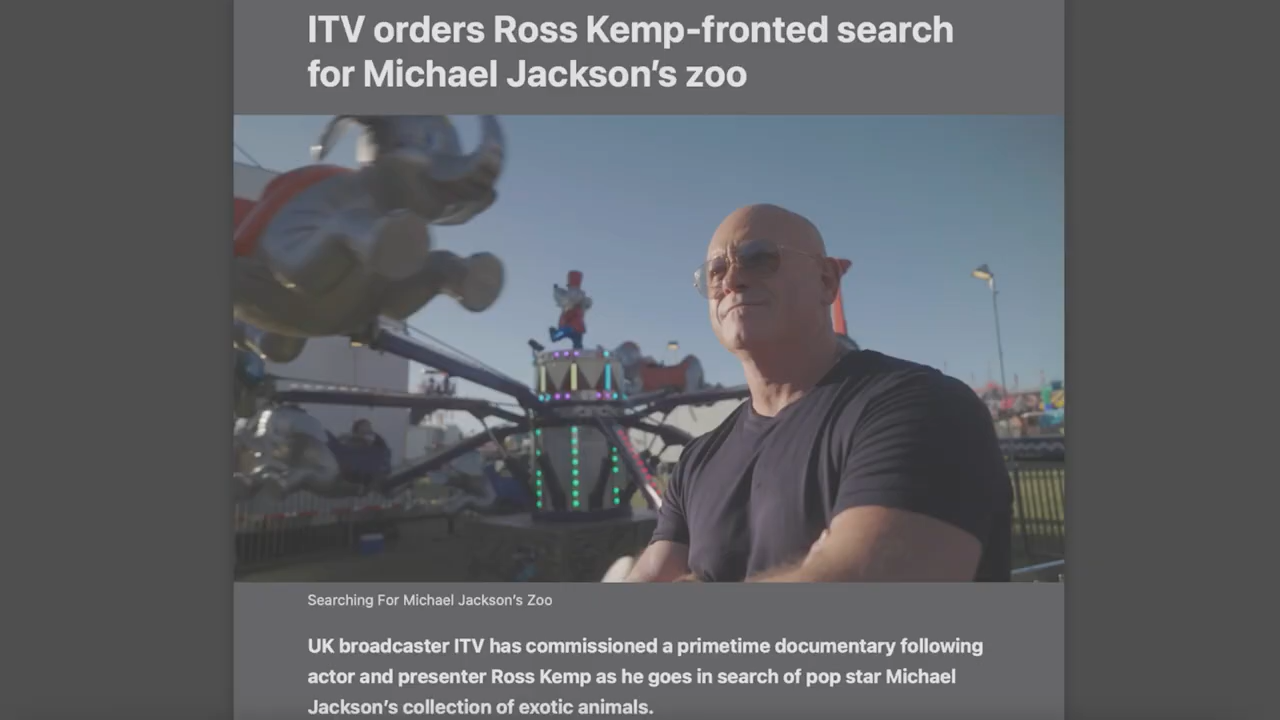 ITV orders Ross Kemp-fronted search
for Michael Jackson’s zoo
Searching For Michael Jackson’s Zoo
UK broadcaster ITV has commissioned a primetime documentary following
actor and presenter Ross Kemp as he goes in search of pop star Michael
Jackson’s collection of exotic animals.